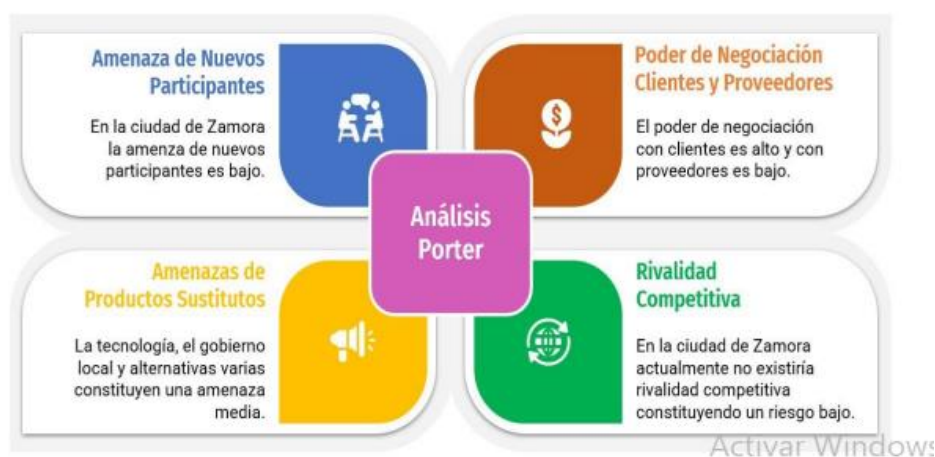 Amenaza de Nuevos
Participantes
En la ciudad de Zamora
la amenza de nuevos
participantes es bajo.
Poder de Negociación
Clientes y Proveedores
El poder de negociación
con clientes es alto y con
proveedores es bajo.
Análisis
Porter
Amenazas de
Productos Sustitutos
La tecnología, el gobierno
local y alternativas varias
constituyen una amenaza
media.
Rivalidad
Competitiva
En la ciudad de Zamora
actualmente no existiría
rivalidad competitiva
constituyendo un riesgo bajo.
Activar Windows